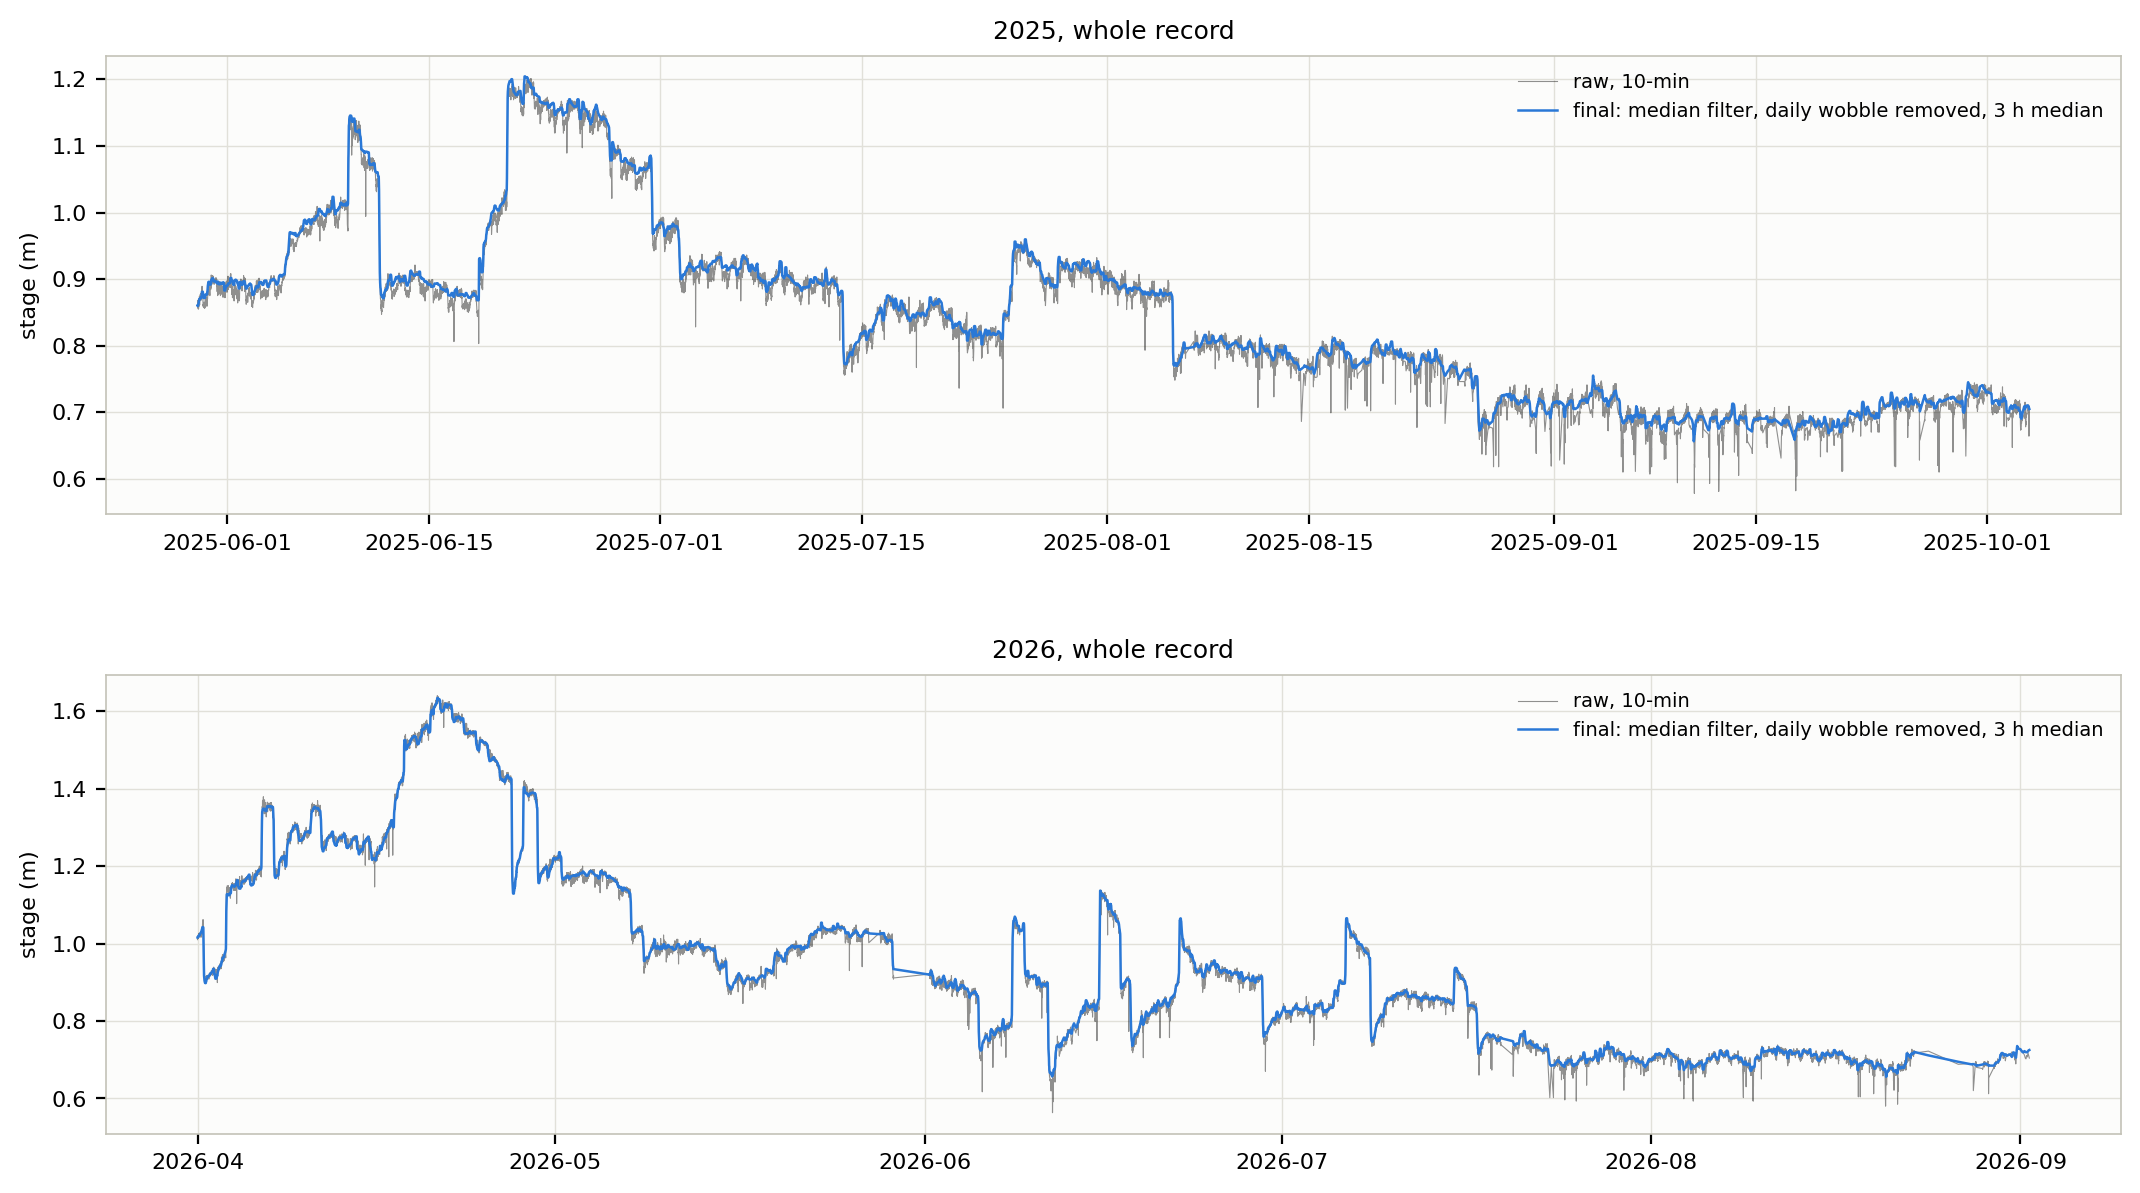 2025, whole record
raw, 10-min
final: median filter, daily wobble removed, 3 h median
stage (m)
1.2
1.1
1.0
0.9
0.8
0.7
0.6
2025-06-01 2025-06-15 2025-07-01 2025-07-15 2025-08-01 2025-08-15 2025-09-01 2025-09-15 2025-10-01
2026, whole record
raw, 10-min
final: median filter, daily wobble removed, 3 h median
stage (m)
1.6
1.4
1.2
1.0
0.8
0.6
2026-04 2026-05 2026-06 2026-07 2026-08 2026-09